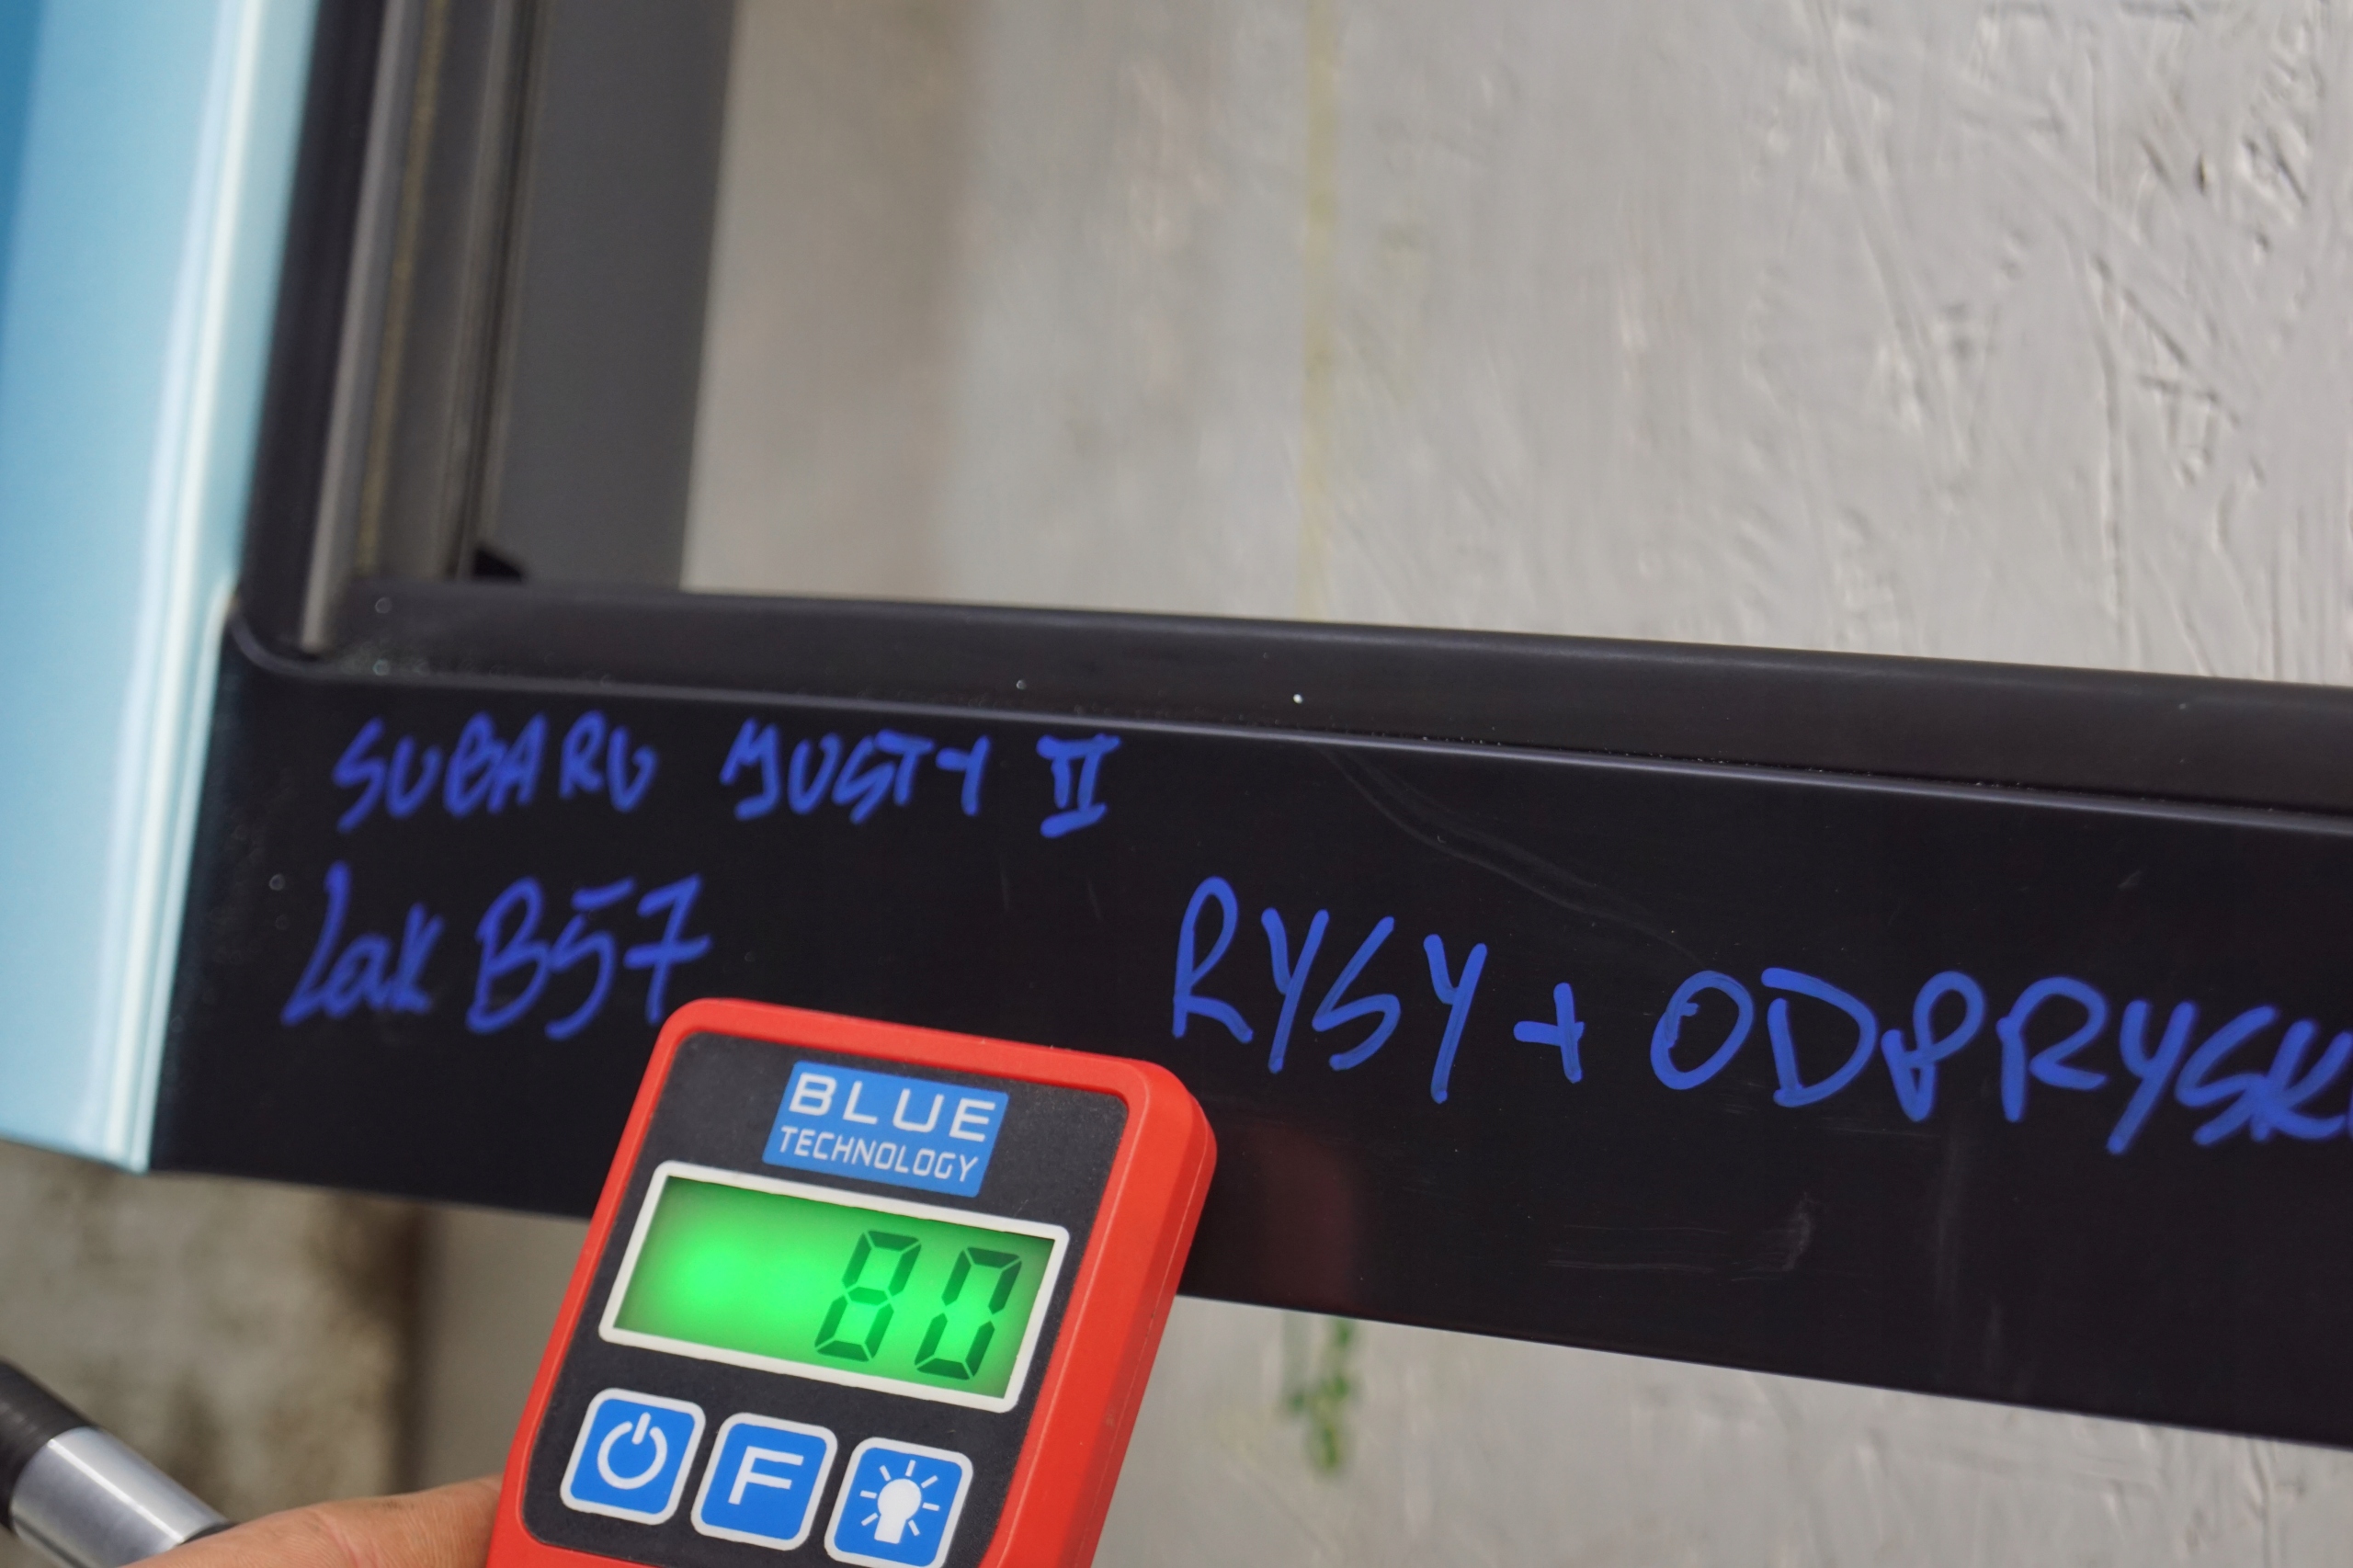 SUBARU JUSTY II
Lak B57
RYSY + ODPRYSK
BLUE
TECHNOLOGY
80
F